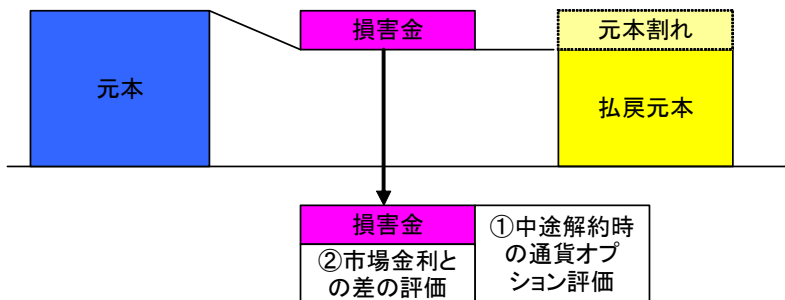 元本
損害金
元本割れ
払戻元本
損害金
②市場金利と
の差の評価
①中途解約時
の通貨オプ
ション評価